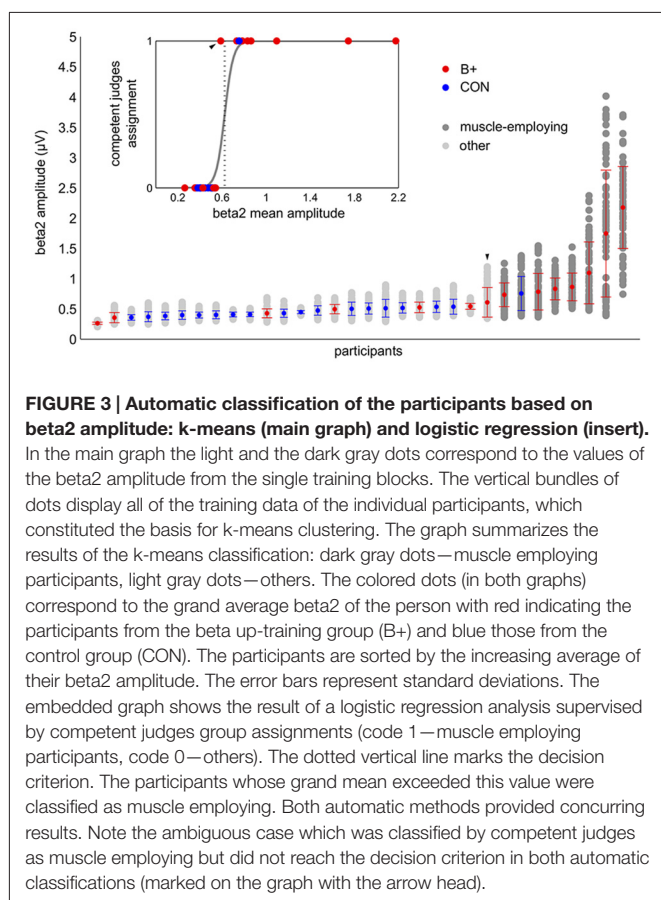 5
4.5
4
3.5
3
2.5
2
1.5
1
0.5
0
beta2 amplitude (µV)
participants
competent judges
assignment
1
0
0.2
0.6
1
1.4
1.8
2.2
beta2 mean amplitude
B+
CON
muscle-employing
other
FIGURE 3 | Automatic classification of the participants based on
beta2 amplitude: k-means (main graph) and logistic regression (insert).
In the main graph the light and the dark gray dots correspond to the values
of the beta2 amplitude from the single training blocks. The vertical bundles of
dots display all of the training data of the individual participants, which
constituted the basis for k-means clustering. The graph summarizes the
results of the k-means classification: dark gray dots—muscle employing
participants, light gray dots—others. The colored dots (in both graphs)
correspond to the grand average beta2 of the person with red indicating the
participants from the beta up-training group (B+) and blue those from the
control group (CON). The participants are sorted by the increasing average of
their beta2 amplitude. The error bars represent standard deviations. The
embedded graph shows the result of a logistic regression analysis supervised
by competent judges group assignments (code 1—muscle employing
participants, code 0—others). The dotted vertical line marks the decision
criterion. The participants whose grand mean exceeded this value were
classified as muscle employing. Both automatic methods provided concurring
results. Note the ambiguous case which was classified by competent judges
as muscle employing but did not reach the decision criterion in both automatic
classifications (marked on the graph with the arrow head).